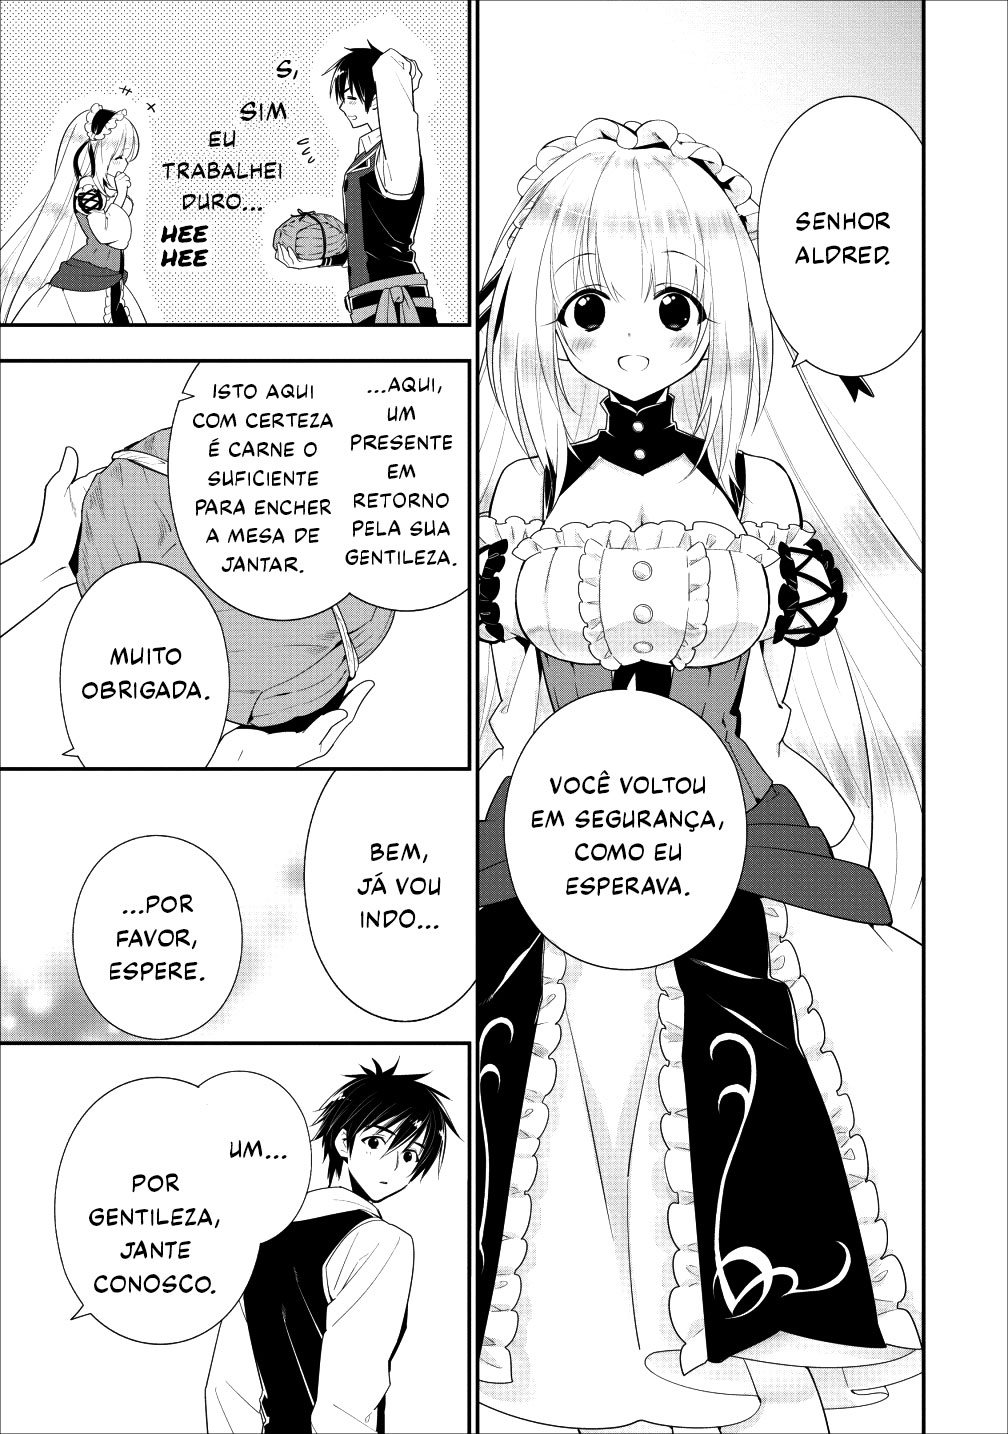 SENHOR
ALDRED.
VOCÊ VOLTOU
EM SEGURANÇA,
COMO EU
ESPERAVA.
S,
SIM
EU
TRABALHEI
DURO...
HEE
HEE
...AQUI,
UM
PRESENTE
EM
RETORNO
PELA SUA
GENTILEZA.
ISTO AQUI
COM CERTEZA
É CARNE O
SUFICIENTE
PARA ENCHER
A MESA DE
JANTAR.
MUITO
OBRIGADA.
BEM,
JÁ VOU
INDO...
...POR
FAVOR,
ESPERE.
UM...
POR
GENTILEZA,
JANTE
CONOSCO.